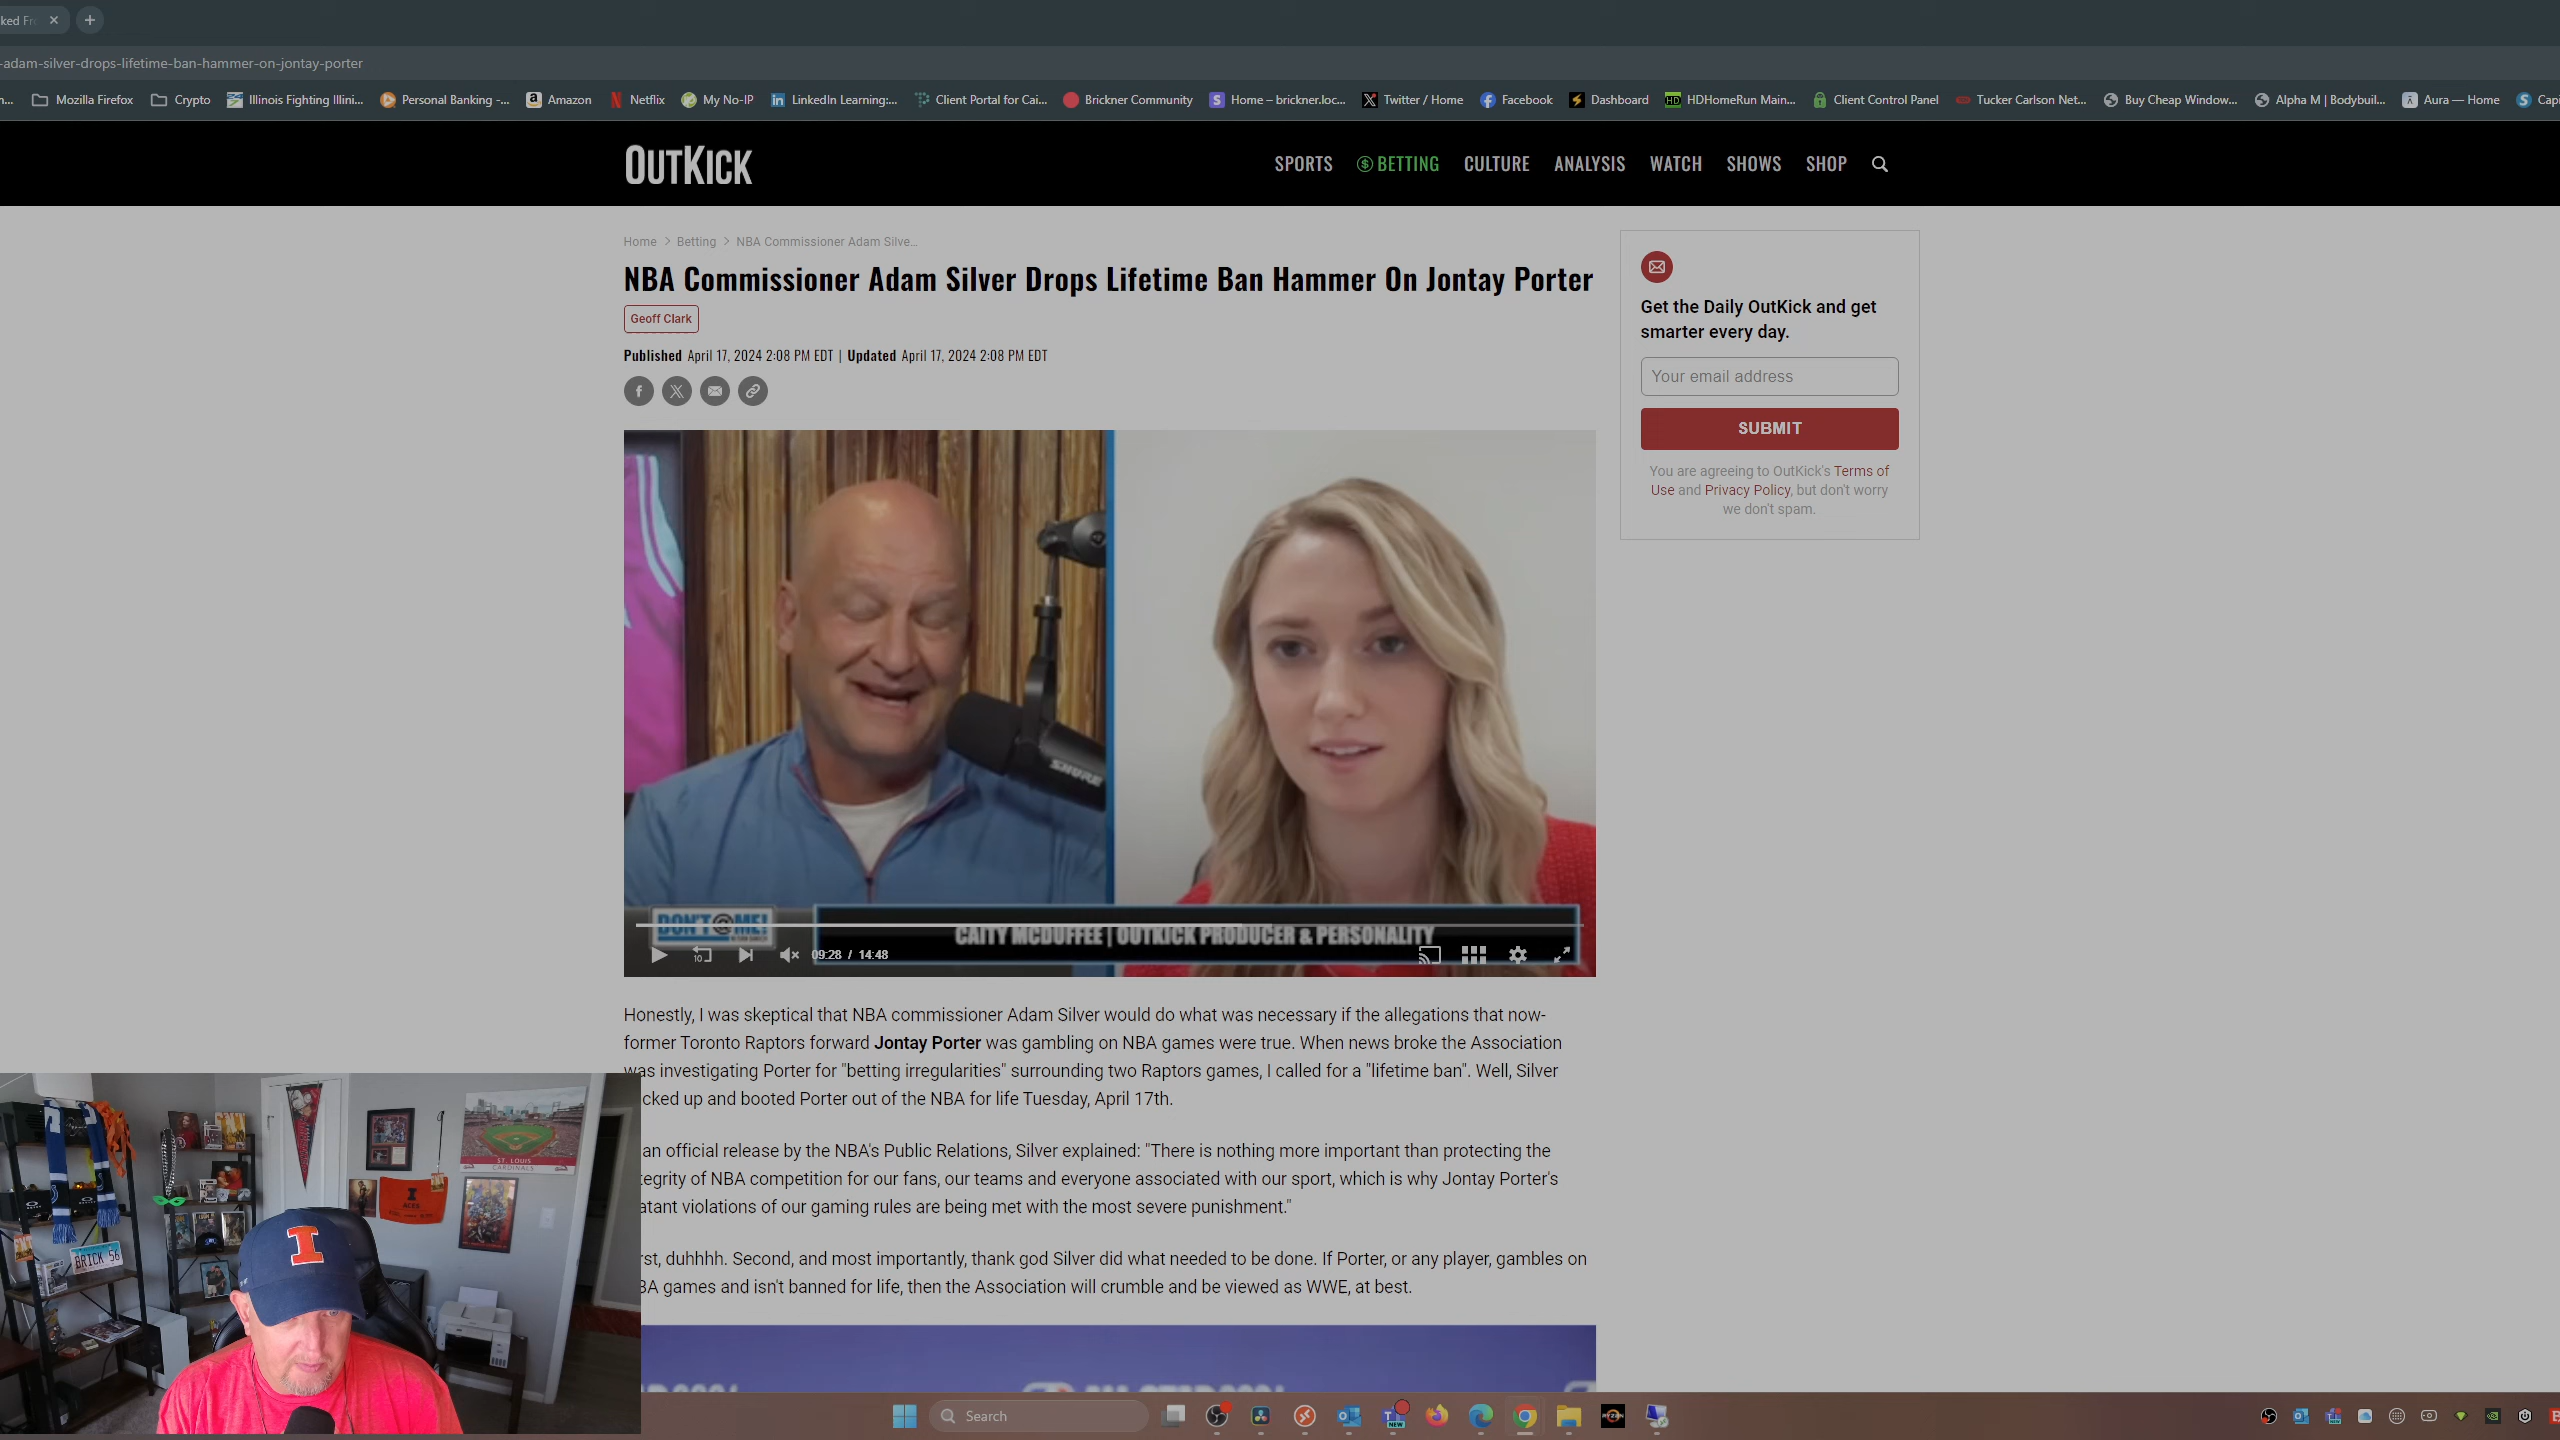 ked Fr
-adam-silver-drops-lifetime-ban-hammer-on-jontay-porter
n... Mozilla Firefox Crypto Illinois Fighting Illini... Personal Banking -... Amazon Netflix My No-IP LinkedIn Learning:... Client Portal for Cai... Brickner Community Home – brickner.loc... Twitter / Home Facebook Dashboard HDHomeRun Main... Client Control Panel Tucker Carlson Net... Buy Cheap Window... Alpha M | Bodybuil... Aura — Home Capi
OUTKICK
SPORTS BETTING CULTURE ANALYSIS WATCH SHOWS SHOP
Home > Betting > NBA Commissioner Adam Silve...
NBA Commissioner Adam Silver Drops Lifetime Ban Hammer On Jontay Porter
Geoff Clark
Published April 17, 2024 2:08 PM EDT | Updated April 17, 2024 2:08 PM EDT
Get the Daily OutKick and get
smarter every day.
Your email address
SUBMIT
You are agreeing to OutKick's Terms of
Use and Privacy Policy, but don't worry
we don't spam.
SHURE
DON'T @ ME!
CAITY MCDUFFEE | OUTKICK PRODUCER & PERSONALITY
10
09:28 / 14:48
Honestly, I was skeptical that NBA commissioner Adam Silver would do what was necessary if the allegations that now-
former Toronto Raptors forward Jontay Porter was gambling on NBA games were true. When news broke the Association
was investigating Porter for "betting irregularities" surrounding two Raptors games, I called for a "lifetime ban". Well, Silver
cked up and booted Porter out of the NBA for life Tuesday, April 17th.
an official release by the NBA's Public Relations, Silver explained: "There is nothing more important than protecting the
tegrity of NBA competition for our fans, our teams and everyone associated with our sport, which is why Jontay Porter's
atant violations of our gaming rules are being met with the most severe punishment."
rst, duhhhh. Second, and most importantly, thank god Silver did what needed to be done. If Porter, or any player, gambles on
BA games and isn't banned for life, then the Association will crumble and be viewed as WWE, at best.
ST. LOUIS
CARDINALS
BRICK 56
I
Search
NEW
RYZEN